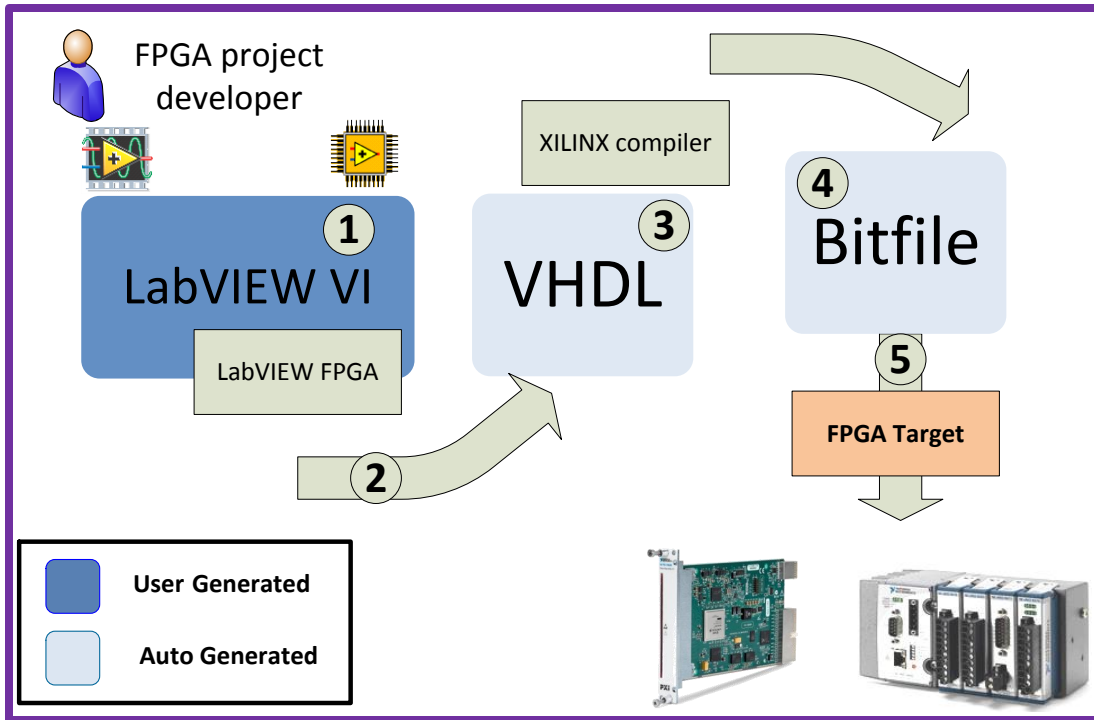 FPGA project
developer
1
LabVIEW VI
LabVIEW FPGA
2
XILINX compiler
3
VHDL
4
Bitfile
5
FPGA Target
User Generated
Auto Generated
PXI